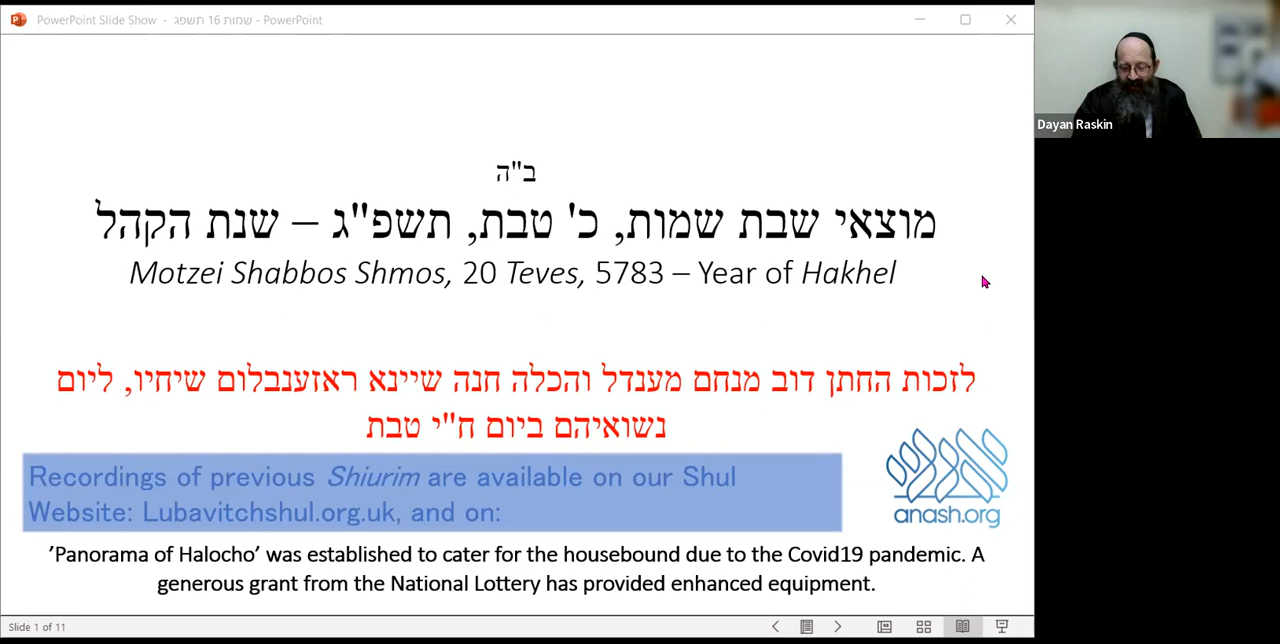 PowerPoint Slide Show - שמות 16 תשפג - PowerPoint
Dayan Raskin
ב"ה
מוצאי שבת שמות, כ' טבת, תשפ"ג – שנת הקהל
Motzei Shabbos Shmos, 20 Teves, 5783 – Year of Hakhel
לזכות החתן דוב מנחם מענדל והכלה חנה שיינא ראזענבלום שיחיו, ליום
נשואיהם ביום ח"י טבת
Recordings of previous Shiurim are available on our Shul
Website: Lubavitchshul.org.uk, and on:
אנש
anash.org
’Panorama of Halocho’ was established to cater for the housebound due to the Covid19 pandemic. A
generous grant from the National Lottery has provided enhanced equipment.
Slide 1 of 11